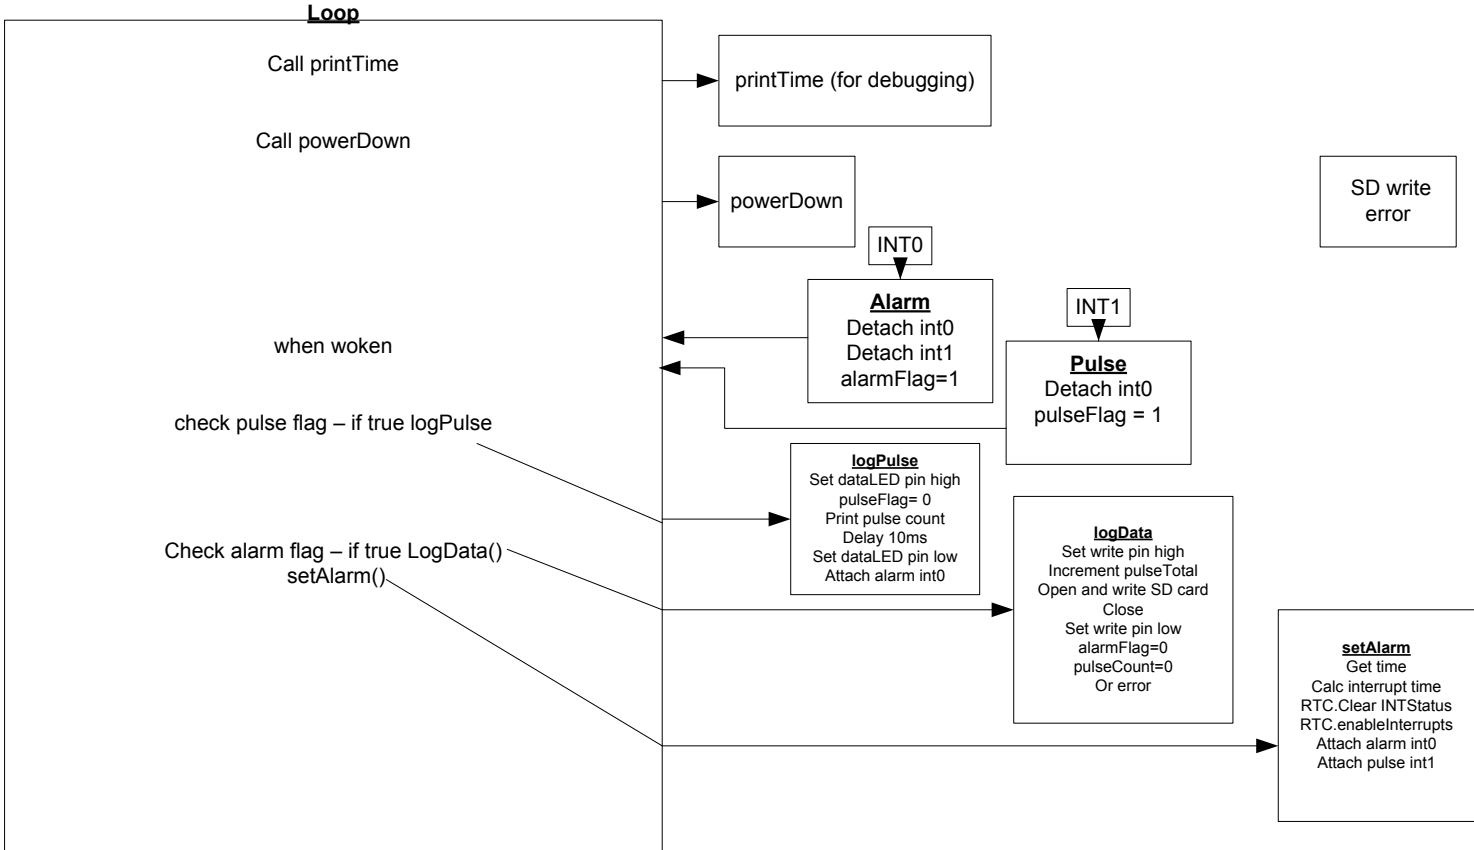 Loop
Call printTime
printTime (for debugging)
Call powerDown
powerDown
SD write
error
INT0
Alarm
Detach int0
Detach int1
alarmFlag=1
INT1
Pulse
Detach int0
pulseFlag = 1
when woken
check pulse flag – if true logPulse
logPulse
Set dataLED pin high
pulseFlag= 0
Print pulse count
Delay 10ms
Set dataLED pin low
Attach alarm int0
Check alarm flag – if true LogData()
setAlarm()
logData
Set write pin high
Increment pulseTotal
Open and write SD card
Close
Set write pin low
alarmFlag=0
pulseCount=0
Or error
setAlarm
Get time
Calc interrupt time
RTC.Clear INTStatus
RTC.enableInterrupts
Attach alarm int0
Attach pulse int1